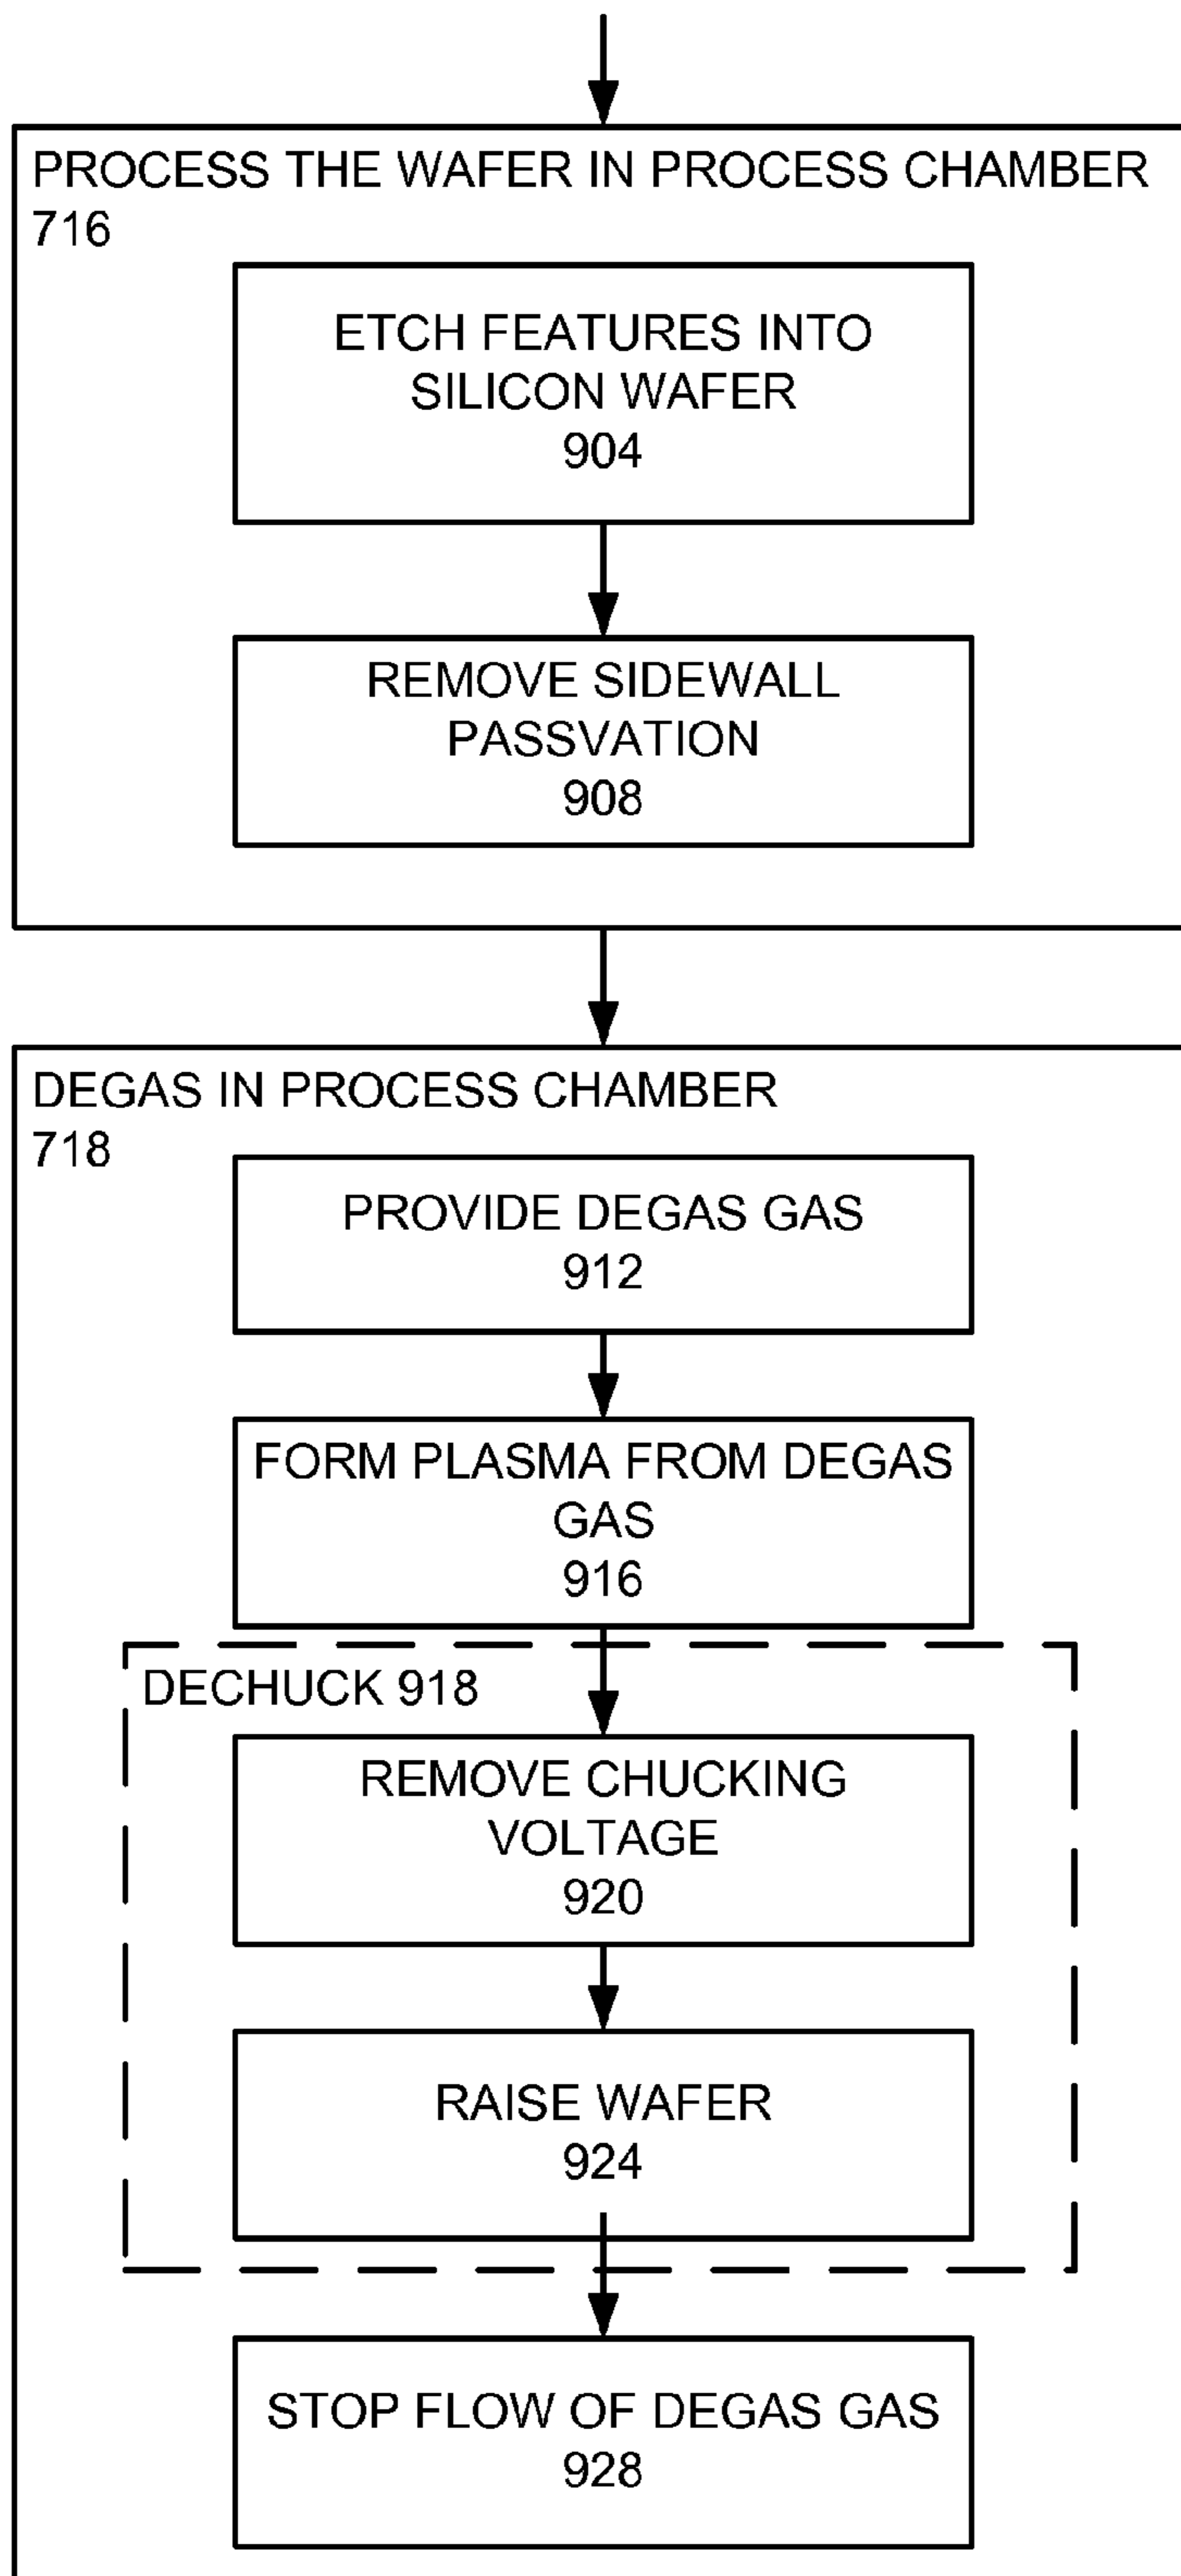 PROCESS THE WAFER IN PROCESS CHAMBER
716
ETCH FEATURES INTO
SILICON WAFER
904
REMOVE SIDEWALL
PASSVATION
908
DEGAS IN PROCESS CHAMBER
718
PROVIDE DEGAS GAS
912
FORM PLASMA FROM DEGAS
GAS
916
DECHUCK 918
REMOVE CHUCKING
VOLTAGE
920
RAISE WAFER
924
STOP FLOW OF DEGAS GAS
928